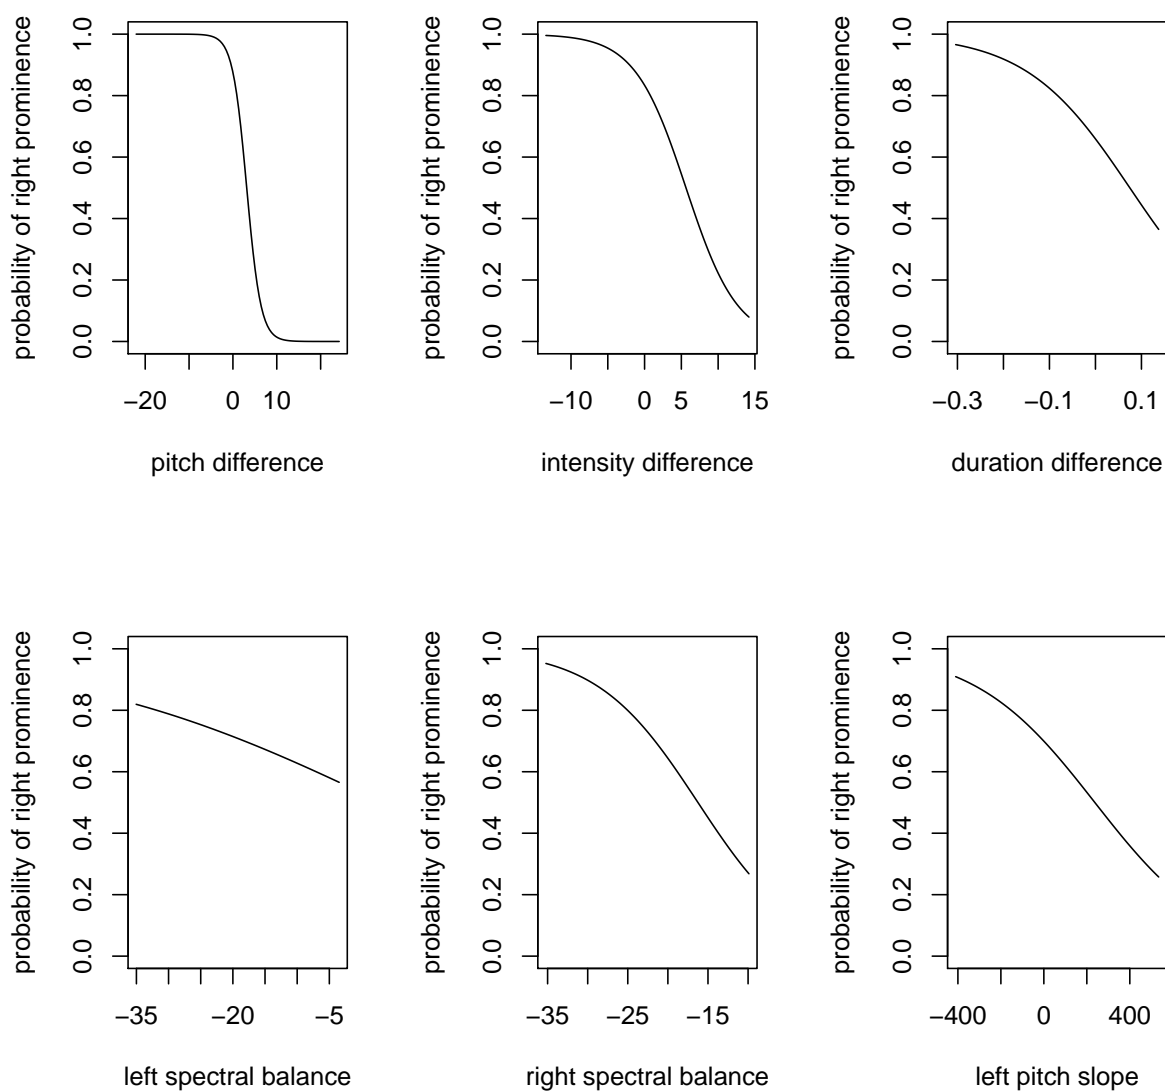 probability of right prominence
0.0 0.2 0.4 0.6 0.8 1.0
−20 0 10
pitch difference
probability of right prominence
0.0 0.2 0.4 0.6 0.8 1.0
−10 0 5 15
intensity difference
probability of right prominence
0.0 0.2 0.4 0.6 0.8 1.0
−0.3 −0.1 0.1
duration difference
probability of right prominence
0.0 0.2 0.4 0.6 0.8 1.0
−35 −20 −5
left spectral balance
probability of right prominence
0.0 0.2 0.4 0.6 0.8 1.0
−35 −25 −15
right spectral balance
probability of right prominence
0.0 0.2 0.4 0.6 0.8 1.0
−400 0 400
left pitch slope